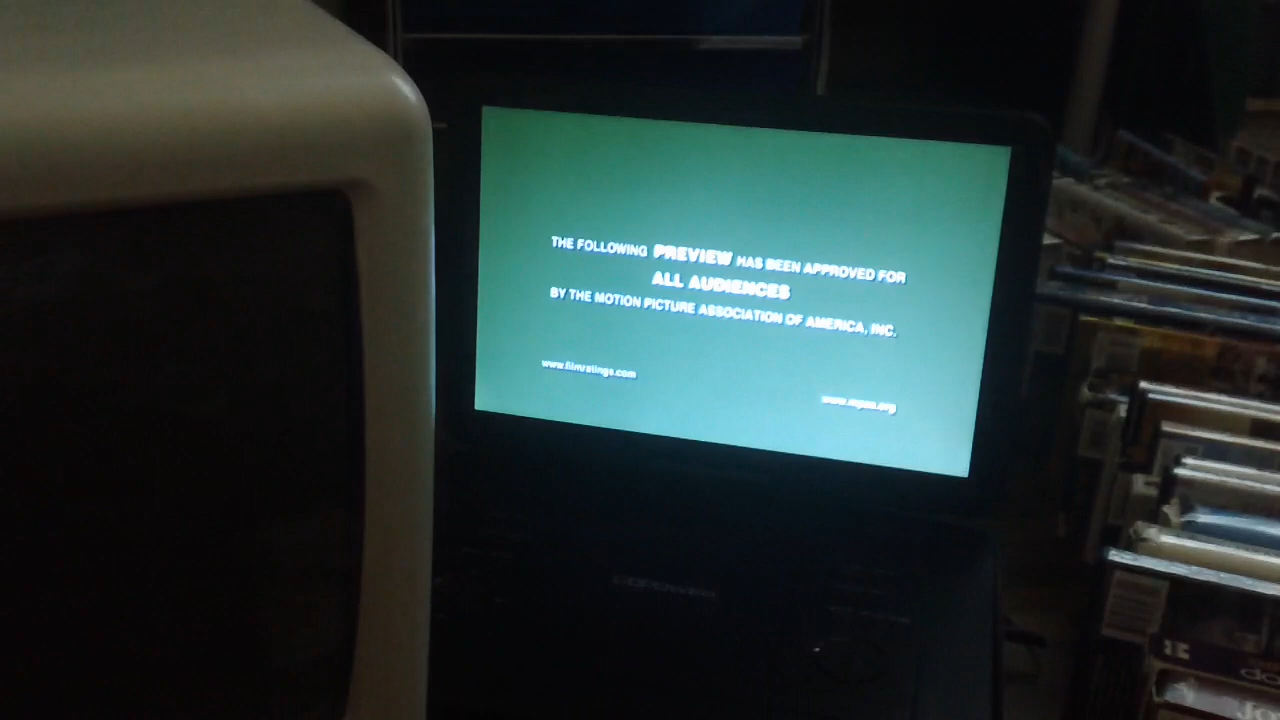 THE FOLLOWING PREVIEW HAS BEEN APPROVED FOR
ALL AUDIENCES
BY THE MOTION PICTURE ASSOCIATION OF AMERICA, INC.
www.filmratings.com
www.mpaa.org